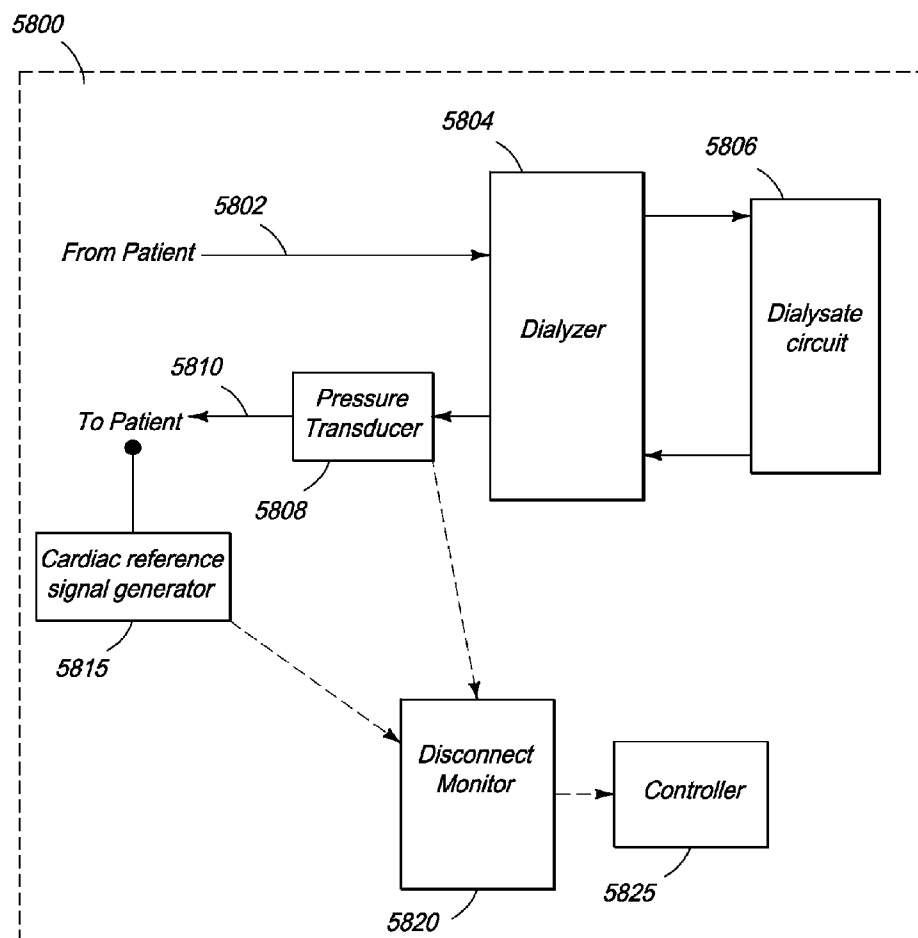 5800
5804
5806
5802
From Patient
Dialyzer
Dialysate
circuit
5810
Pressure
Transducer
To Patient
5808
Cardiac reference
signal generator
5815
Disconnect
Monitor
Controller
5825
5820